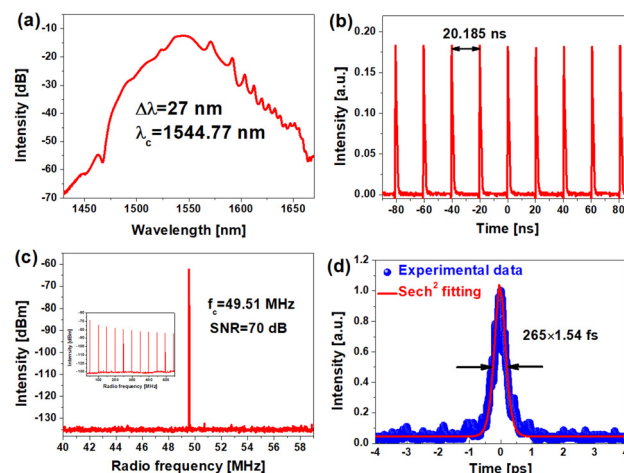 (a)
-10
-20
-30
-40
-50
-60
-70
Intensity [dB]
Δλ=27 nm
λc=1544.77 nm
1450 1500 1550 1600 1650
Wavelength [nm]
(b)
20.185 ns
0.20
0.15
0.10
0.05
0.00
Intensity [a.u.]
-80 -60 -40 -20 0 20 40 60 80
Time [ns]
(c)
-60
-70
-80
-90
-100
-110
-120
-130
Intensity [dBm]
fc=49.51 MHz
SNR=70 dB
Intensity [dBm]
Radio frequency [MHz]
40 42 44 46 48 50 52 54 56 58
Radio frequency [MHz]
(d)
Experimental data
Sech2 fitting
265×1.54 fs
1.2
1.0
0.8
0.6
0.4
0.2
0.0
Intensity [a.u.]
-4 -3 -2 -1 0 1 2 3 4
Time [ps]